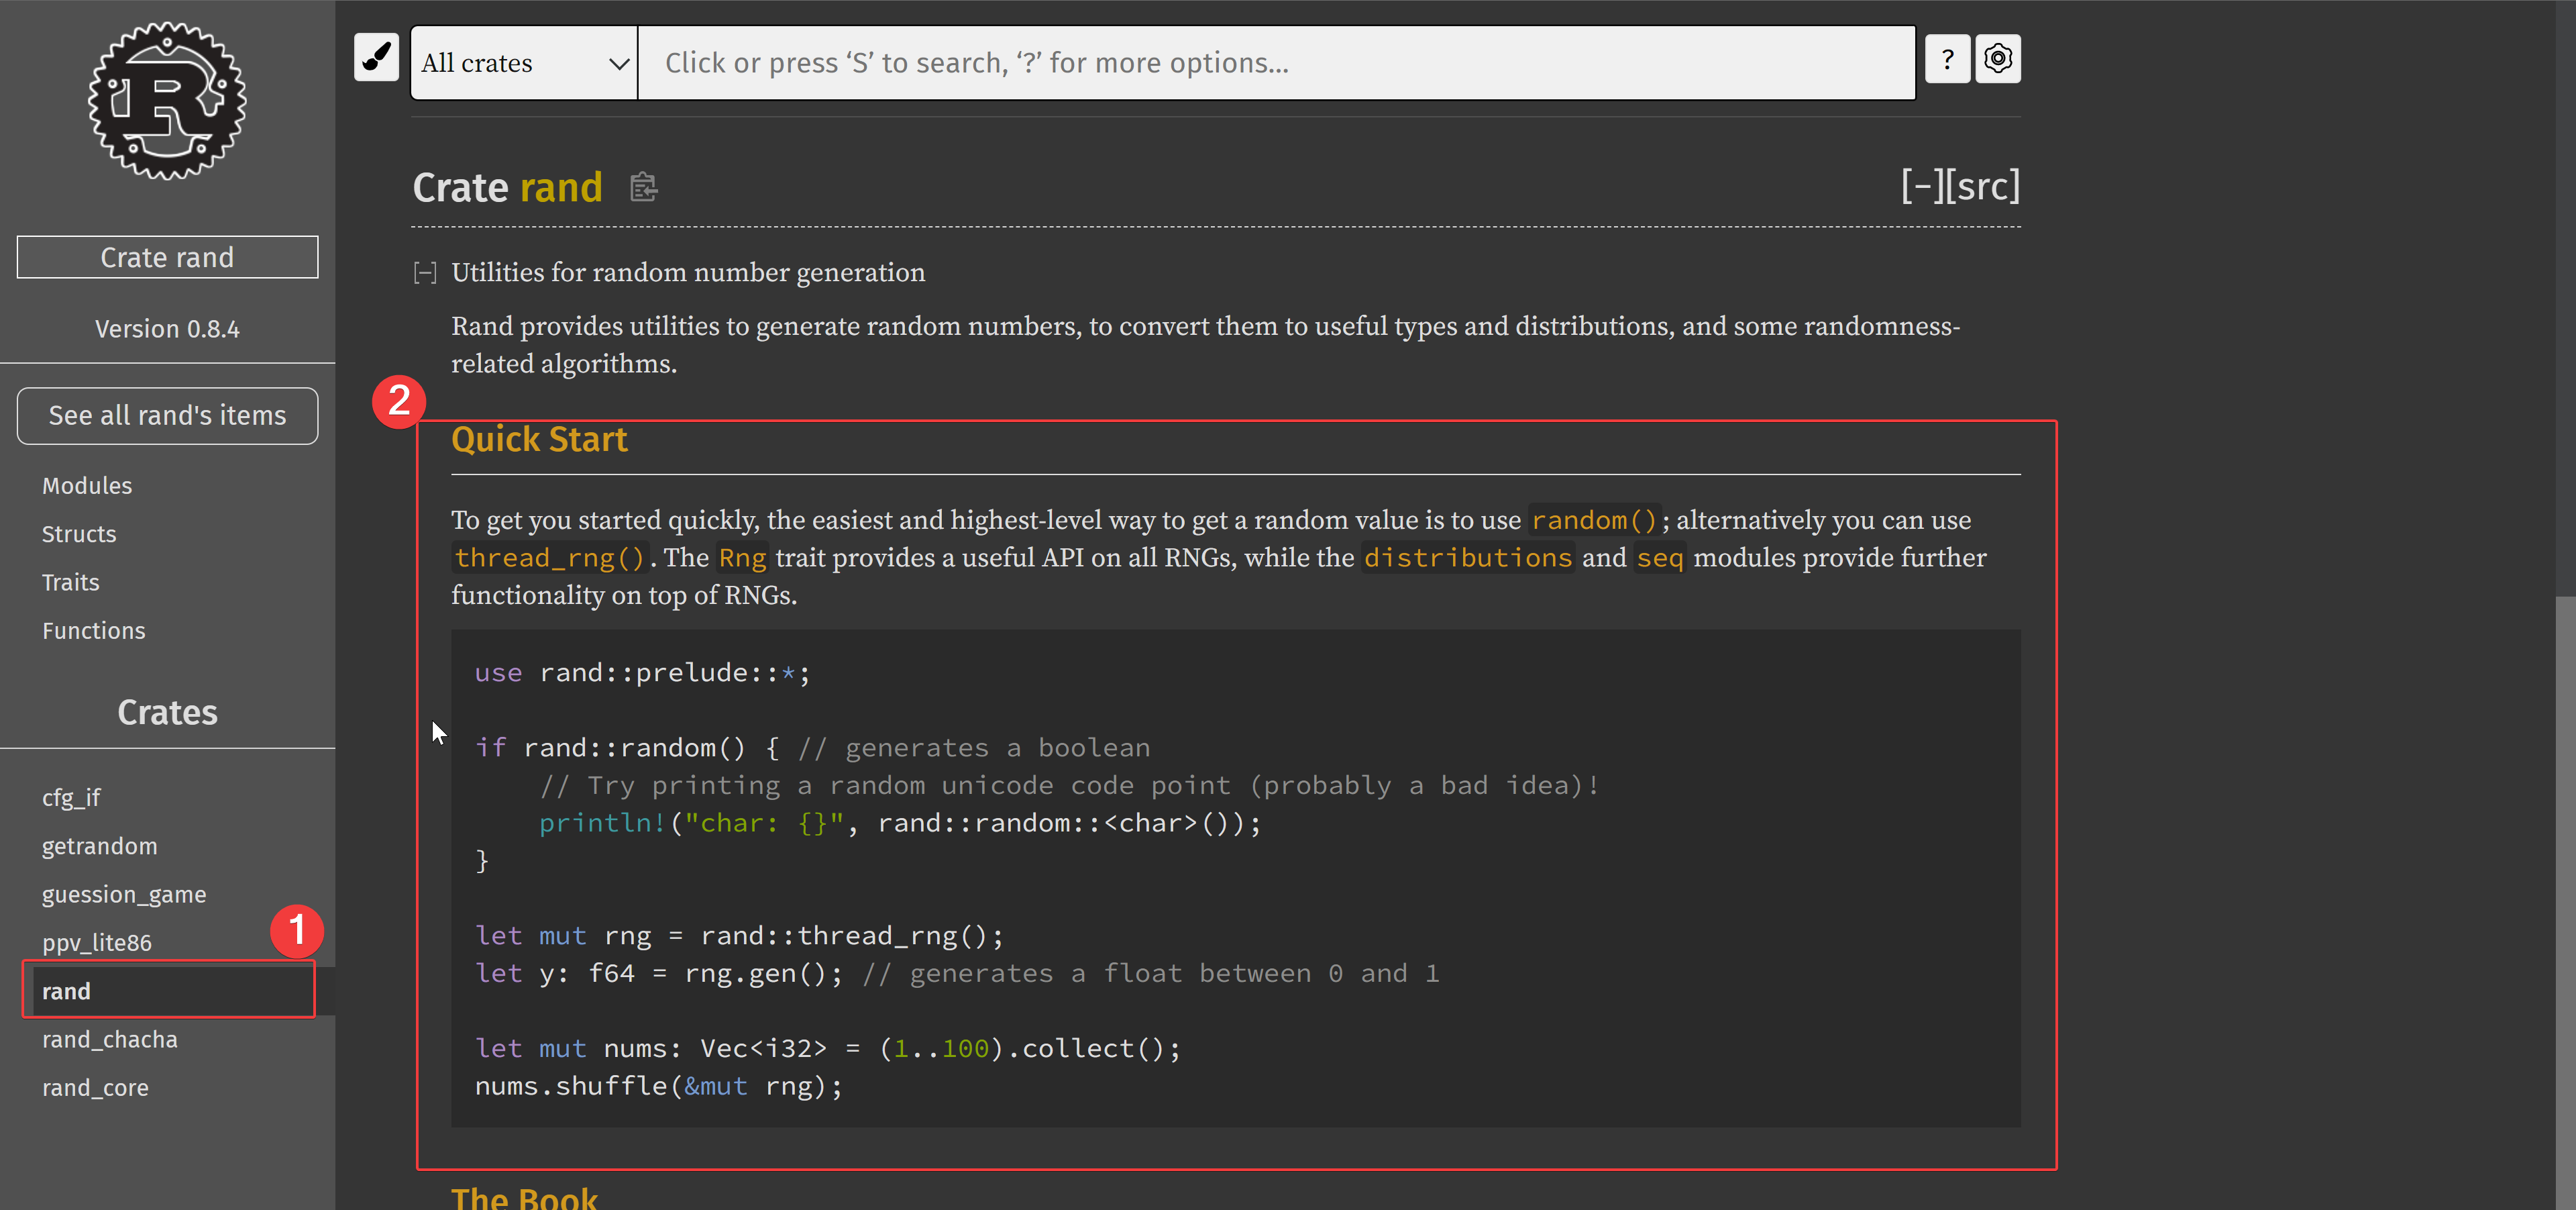 R
All crates
Click or press ‘S’ to search, ‘?’ for more options...
?
Crate rand
Version 0.8.4
See all rand's items
Modules
Structs
Traits
Functions
Crates
cfg_if
getrandom
guession_game
ppv_lite86
1
rand
rand_chacha
rand_core
Crate rand
[−][src]
[−] Utilities for random number generation
Rand provides utilities to generate random numbers, to convert them to useful types and distributions, and some randomness-
related algorithms.
2
Quick Start
To get you started quickly, the easiest and highest-level way to get a random value is to use random(); alternatively you can use
thread_rng(). The Rng trait provides a useful API on all RNGs, while the distributions and seq modules provide further
functionality on top of RNGs.
use rand::prelude::*;
if rand::random() { // generates a boolean
    // Try printing a random unicode code point (probably a bad idea)!
    println!("char: {}", rand::random::<char>());
}
let mut rng = rand::thread_rng();
let y: f64 = rng.gen(); // generates a float between 0 and 1
let mut nums: Vec<i32> = (1..100).collect();
nums.shuffle(&mut rng);
The Book